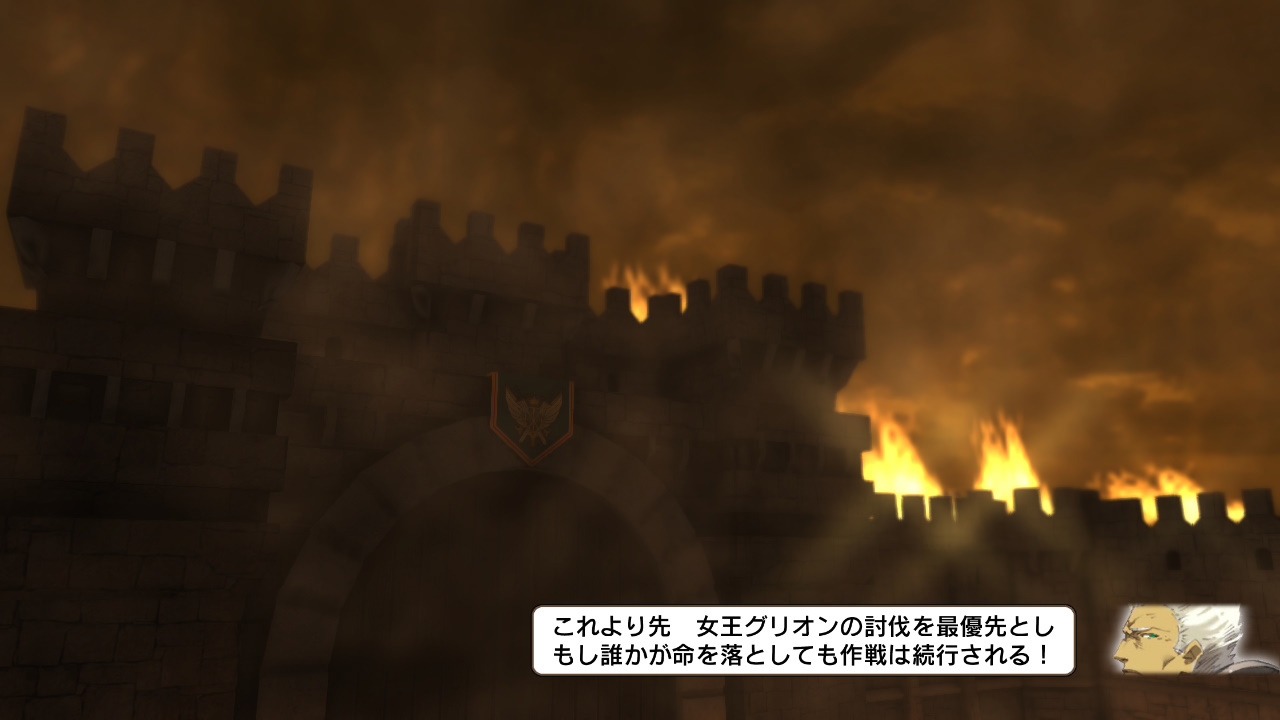 これより先　女王グリオンの討伐を最優先とし
もし誰かが命を落としても作戦は続行される！